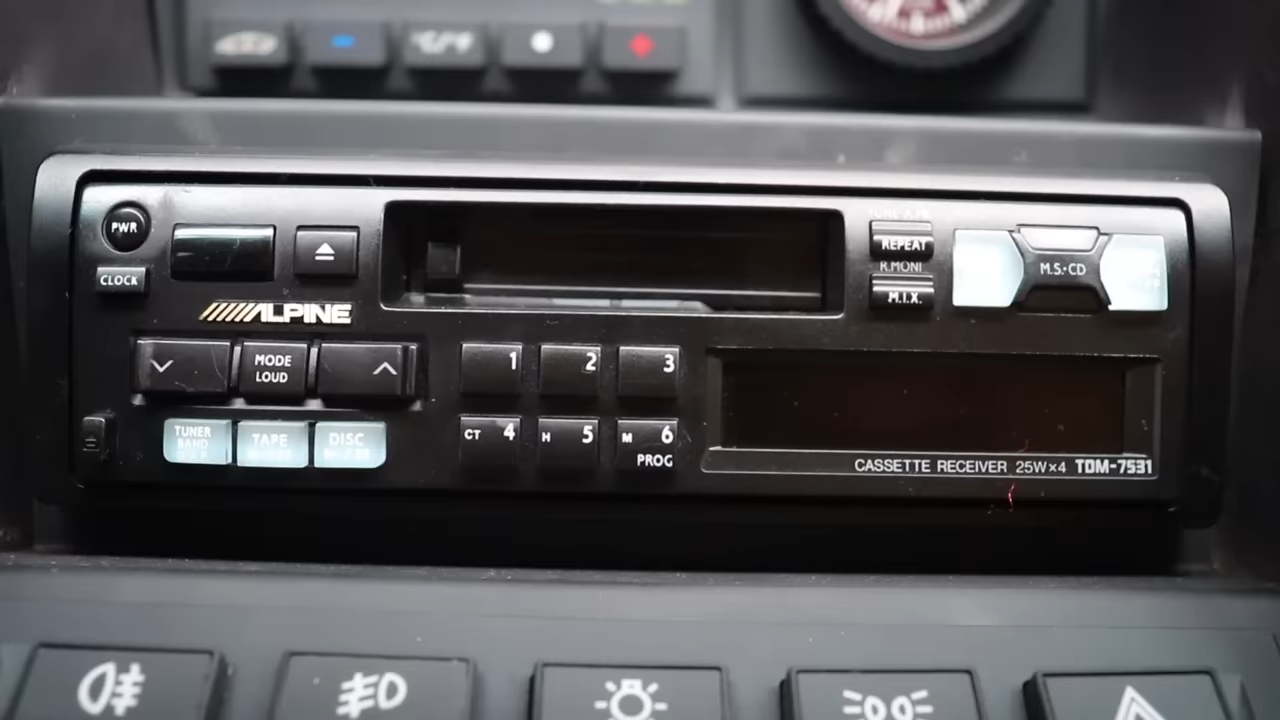 PWR
CLOCK
ALPINE
REPEAT
R.MONI
M.I.X.
M.S.·CD
MODE
LOUD
1
2
3
TUNER
BAND
TAPE
DISC
CT 4
H 5
M 6
PROG
CASSETTE RECEIVER 25W×4 TDM-7531